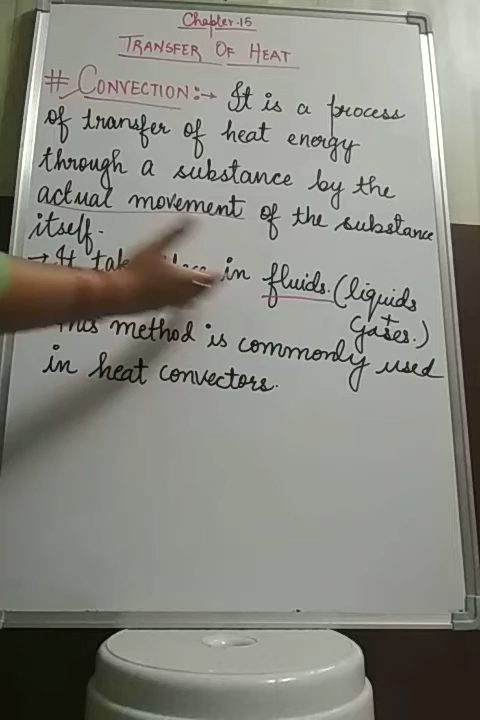 Chapter-15
TRANSFER OF HEAT
# CONVECTION:→ It is a process
of transfer of heat energy
through a substance by the
actual movement of the substance
itself.
→ It in fluids. (liquids
+
gases.)
method is commonly used
in heat convectors.